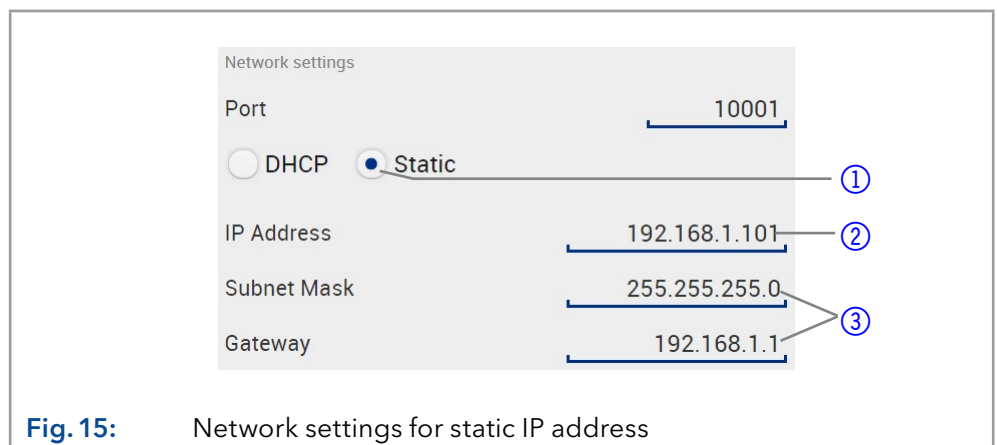 Network settings
Port 10001
DHCP Static
①
IP Address 192.168.1.101 ②
Subnet Mask 255.255.255.0
③
Gateway 192.168.1.1
Fig. 15: Network settings for static IP address